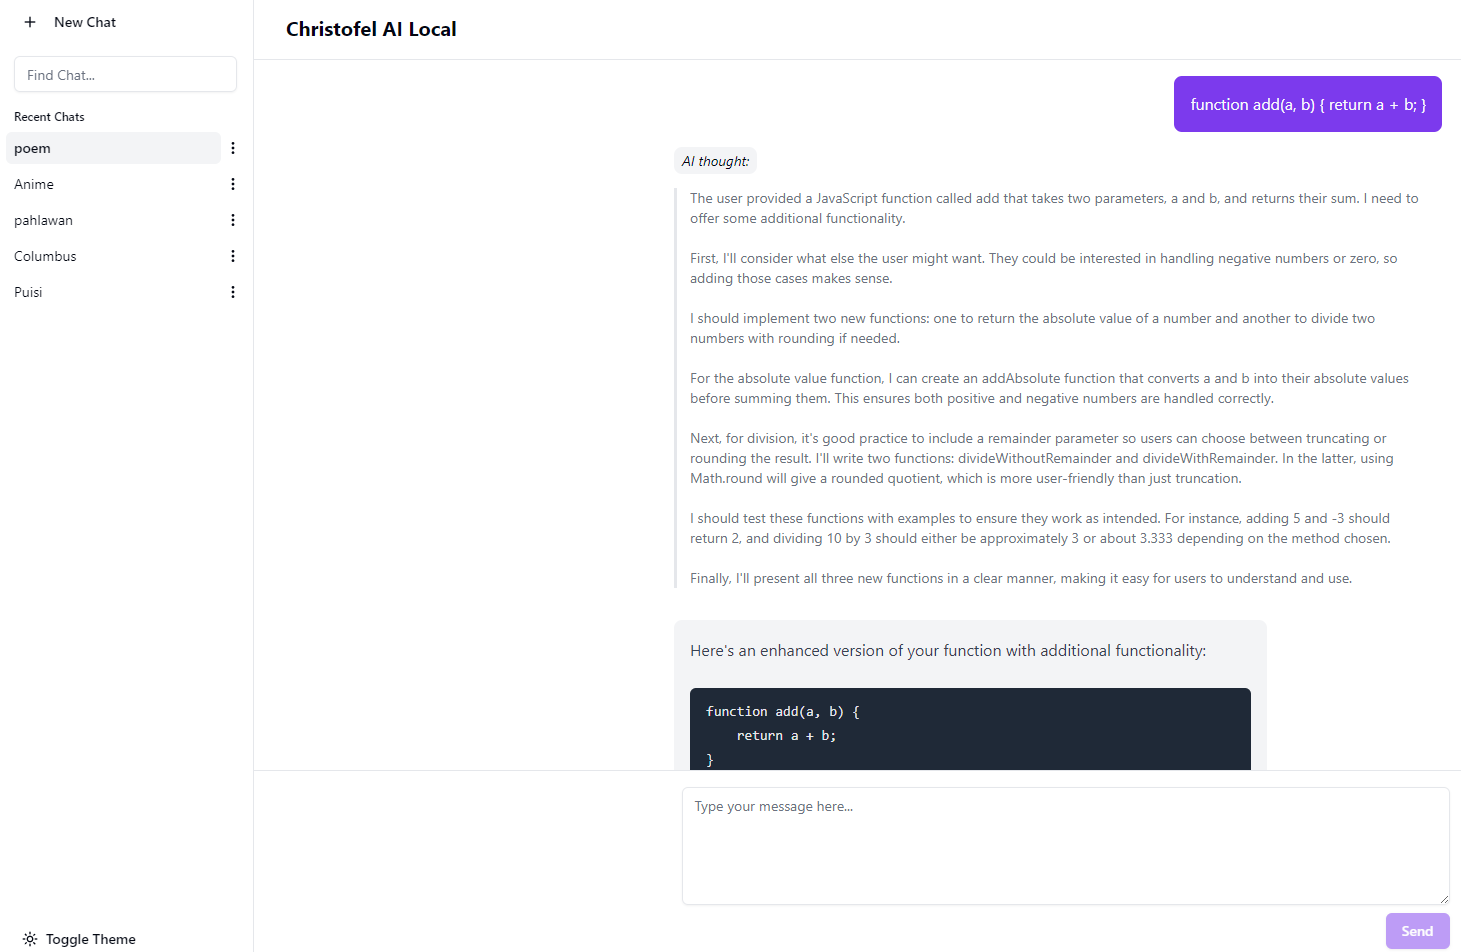 New Chat
Find Chat...
Recent Chats
poem
Anime
pahlawan
Columbus
Puisi
Toggle Theme
Christofel AI Local
function add(a, b) { return a + b; }
AI thought:
The user provided a JavaScript function called add that takes two parameters, a and b, and returns their sum. I need to
offer some additional functionality.
First, I'll consider what else the user might want. They could be interested in handling negative numbers or zero, so
adding those cases makes sense.
I should implement two new functions: one to return the absolute value of a number and another to divide two
numbers with rounding if needed.
For the absolute value function, I can create an addAbsolute function that converts a and b into their absolute values
before summing them. This ensures both positive and negative numbers are handled correctly.
Next, for division, it's good practice to include a remainder parameter so users can choose between truncating or
rounding the result. I'll write two functions: divideWithoutRemainder and divideWithRemainder. In the latter, using
Math.round will give a rounded quotient, which is more user-friendly than just truncation.
I should test these functions with examples to ensure they work as intended. For instance, adding 5 and -3 should
return 2, and dividing 10 by 3 should either be approximately 3 or about 3.333 depending on the method chosen.
Finally, I'll present all three new functions in a clear manner, making it easy for users to understand and use.
Here's an enhanced version of your function with additional functionality:
function add(a, b) {
    return a + b;
}
Type your message here...
Send